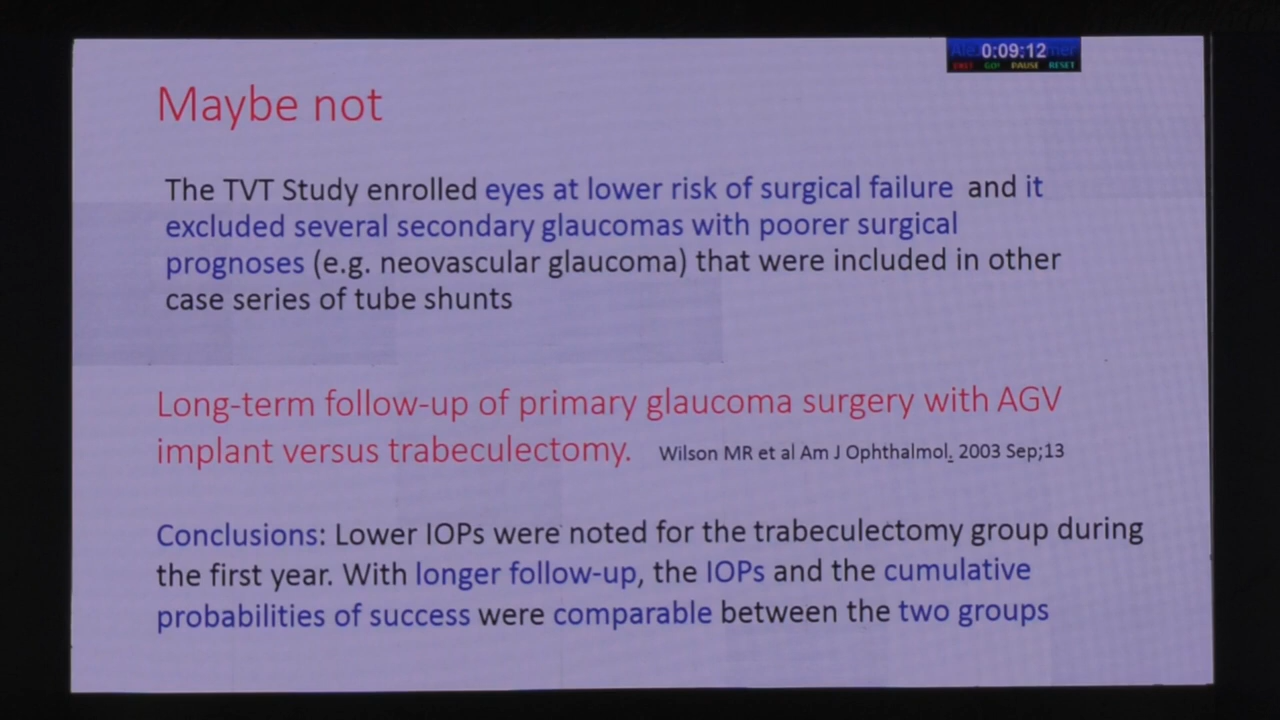 0:09:12
GO! PAUSE RESET
Maybe not
The TVT Study enrolled eyes at lower risk of surgical failure and it
excluded several secondary glaucomas with poorer surgical
prognoses (e.g. neovascular glaucoma) that were included in other
case series of tube shunts
Long-term follow-up of primary glaucoma surgery with AGV
implant versus trabeculectomy. Wilson MR et al Am J Ophthalmol. 2003 Sep;13
Conclusions: Lower IOPs were noted for the trabeculectomy group during
the first year. With longer follow-up, the IOPs and the cumulative
probabilities of success were comparable between the two groups